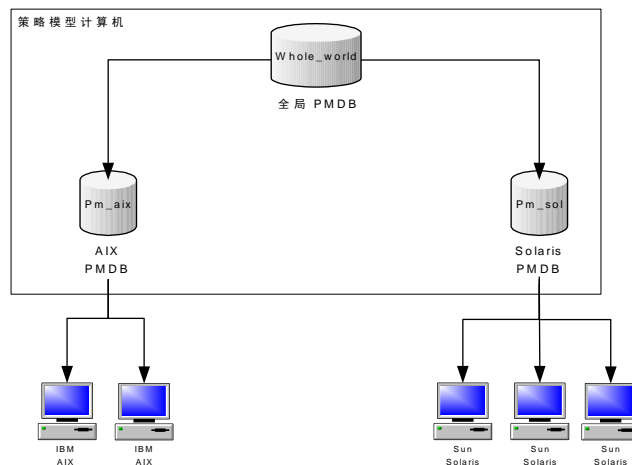 策略模型计算机
Whole_world
全局 PMDB
Pm_aix
Pm_sol
AIX
PMDB
Solaris
PMDB
IBM
AIX
IBM
AIX
Sun
Solaris
Sun
Solaris
Sun
Solaris